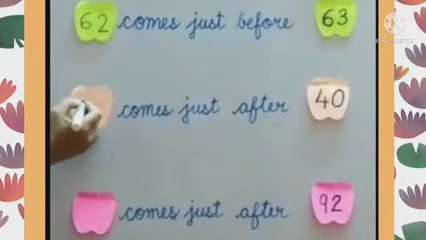 62 comes just before 63
comes just after 40
comes just after 92